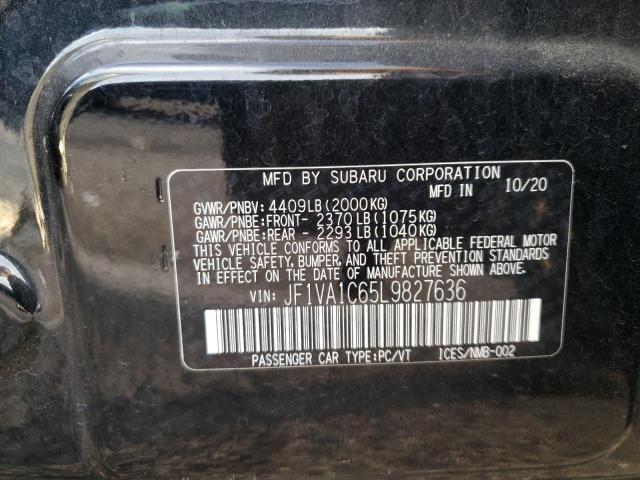 MFD BY SUBARU CORPORATION
MFD IN 10/20
GVWR/PNBV: 4409LB(2000KG)
GAWR/PNBE:FRONT- 2370LB(1075KG)
GAWR/PNBE:REAR - 2293LB(1040KG)
THIS VEHICLE CONFORMS TO ALL APPLICABLE FEDERAL MOTOR
VEHICLE SAFETY, BUMPER, AND THEFT PREVENTION STANDARDS
IN EFFECT ON THE DATE OF MANUFACTURE SHOWN ABOVE.
VIN: JF1VA1C65L9827636
PASSENGER CAR TYPE:PC/VT ICES/NMB-002